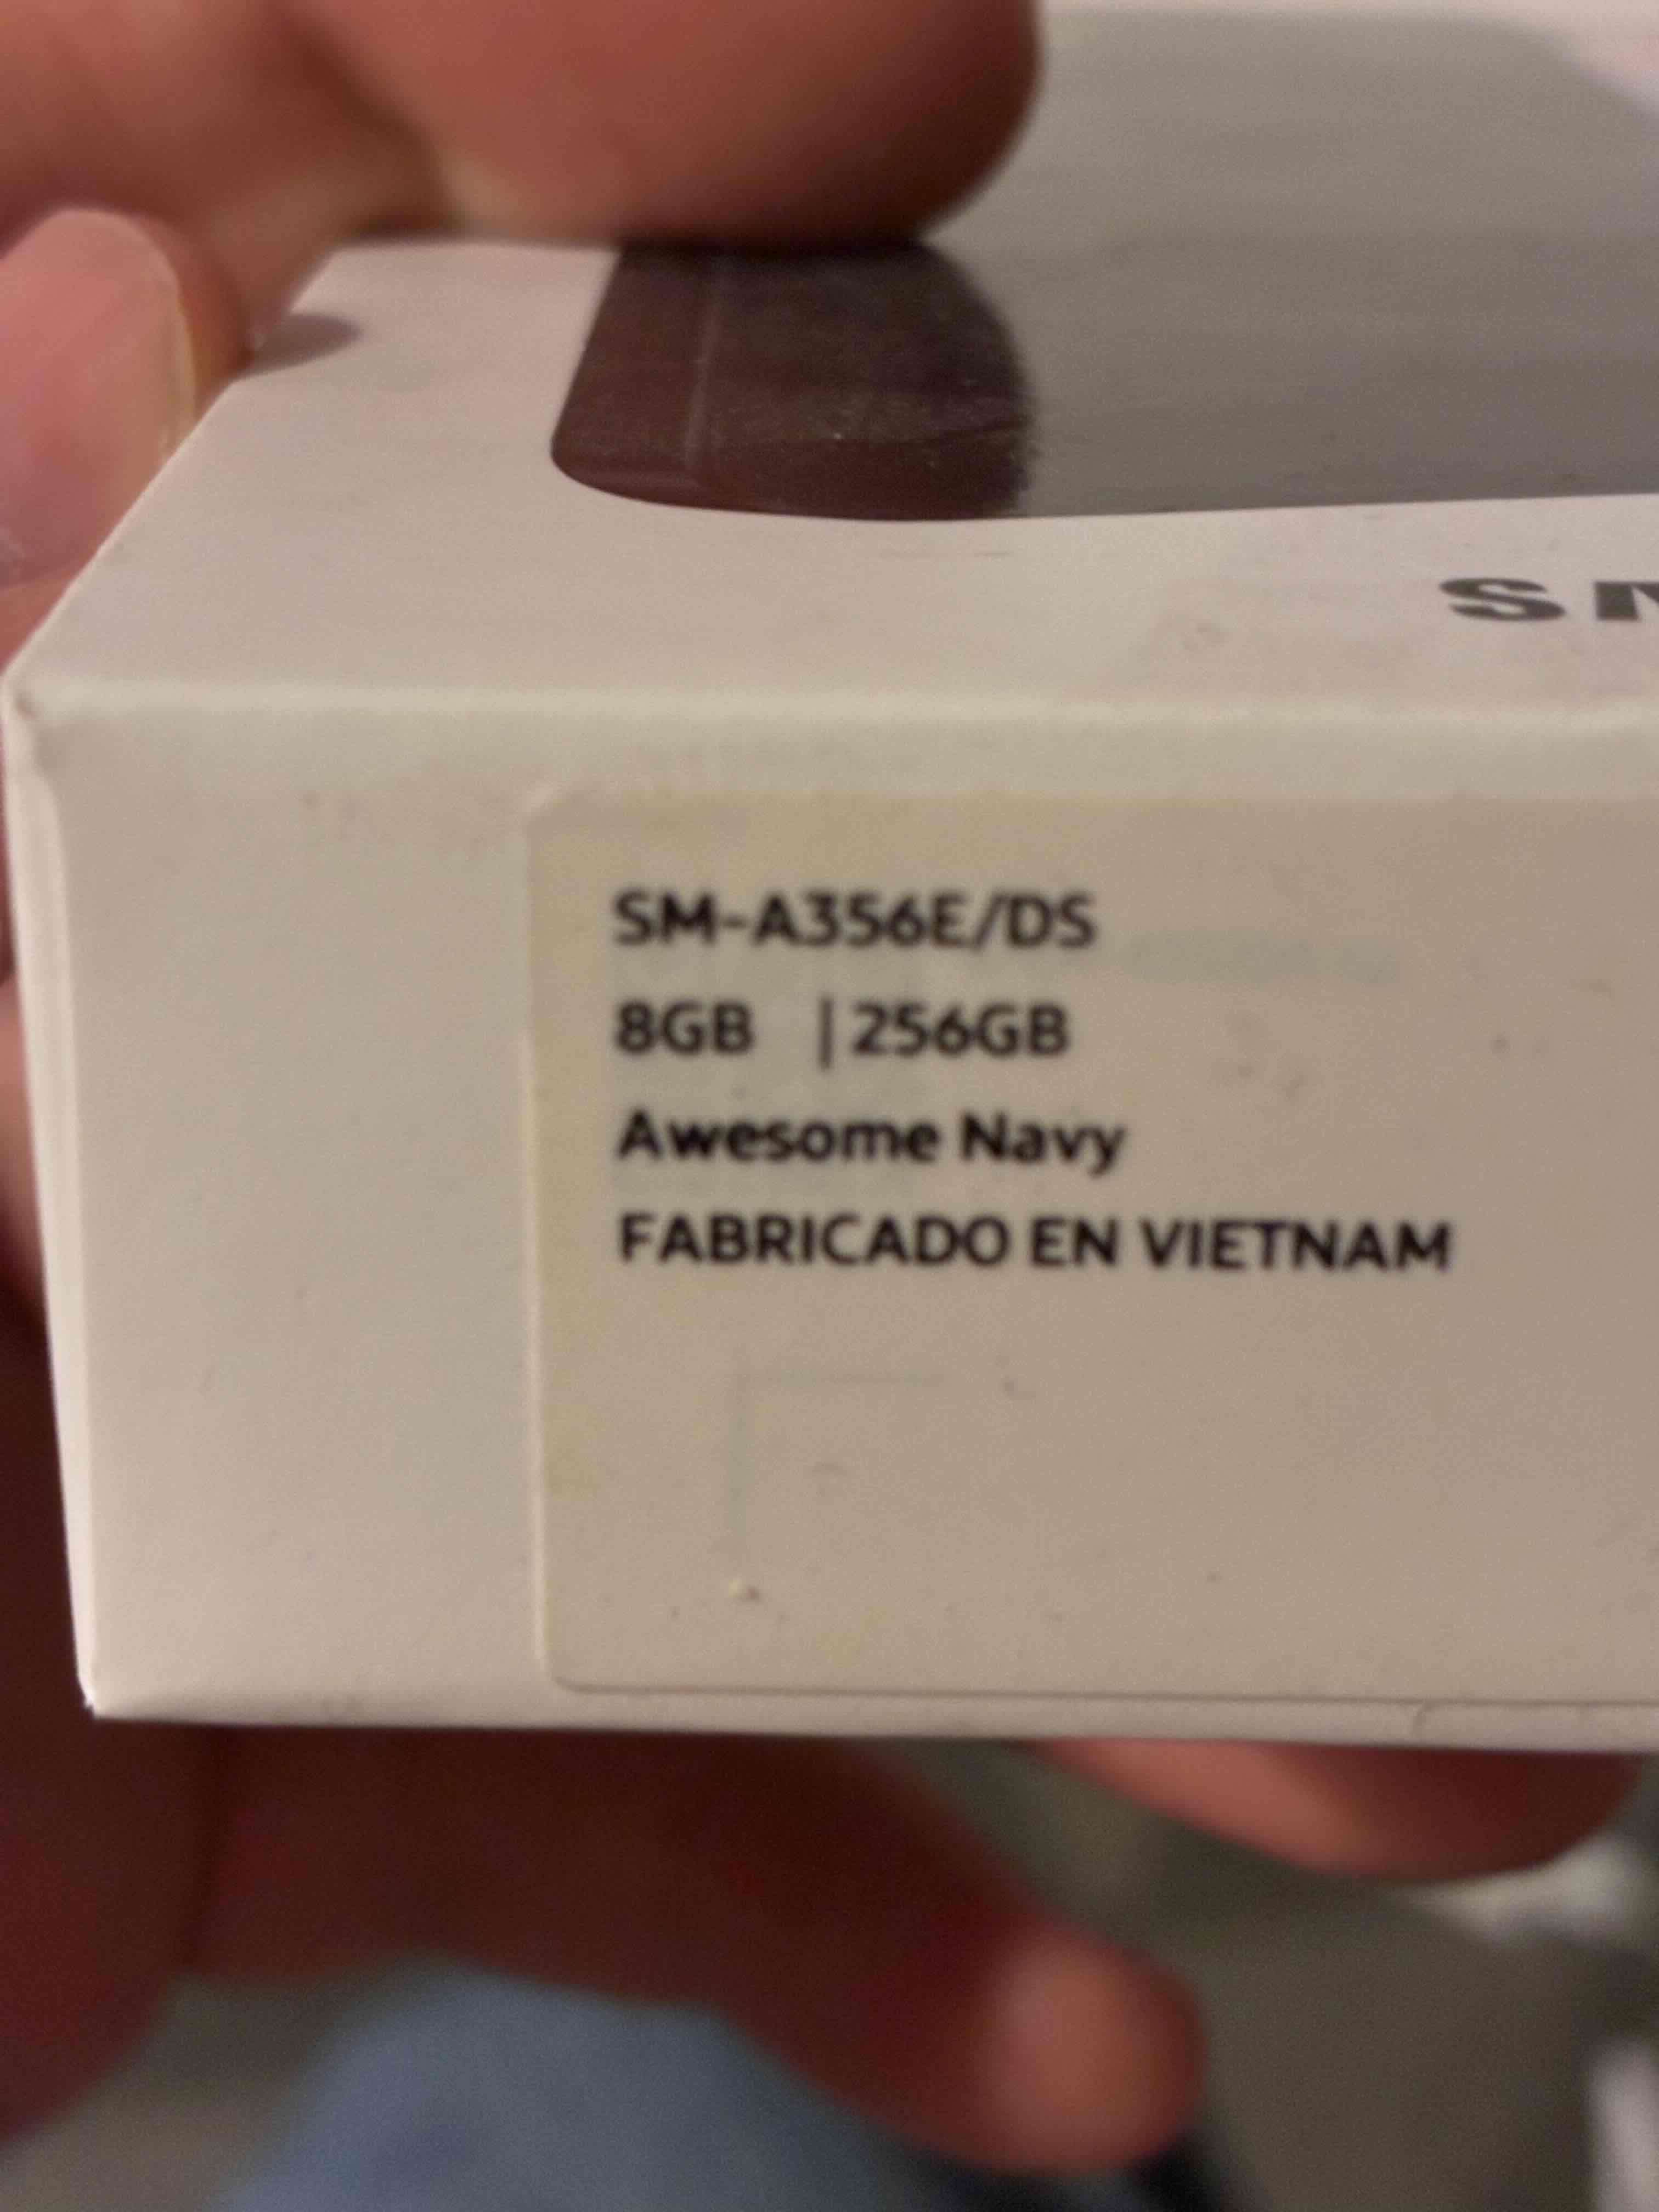 SM-A356E/DS
8GB | 256GB
Awesome Navy
FABRICADO EN VIETNAM